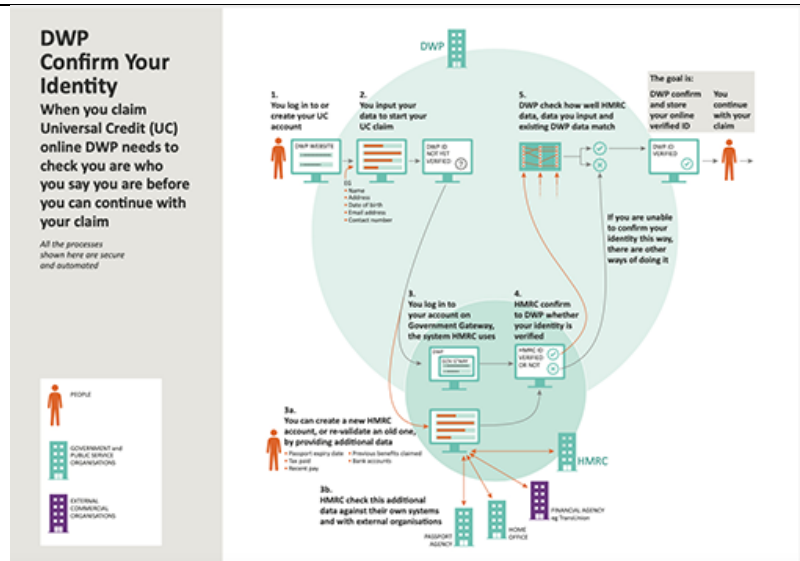 DWP
Confirm Your
Identity
When you claim
Universal Credit (UC)
online DWP needs to
check you are who
you say you are before
you can continue with
your claim
All the processes
shown here are secure
and automated
PEOPLE
GOVERNMENT and
PUBLIC SERVICE
ORGANISATIONS
EXTERNAL
COMMERCIAL
ORGANISATIONS
DWP
1.
You log in to or
create your UC
account
DWP WEBSITE
2.
You input your
data to start your
UC claim
EG
• Name
• Address
• Date of birth
• Email address
• Contact number
DWP ID
NOT YET
VERIFIED
?
5.
DWP check how well HMRC
data, data you input and
existing DWP data match
The goal is:
DWP confirm
and store
your online
verified ID
You
continue
with your
claim
DWP ID
VERIFIED
If you are unable
to confirm your
identity this way,
there are other
ways of doing it
3.
You log in to
your account on
Government Gateway,
the system HMRC uses
DWP
4.
HMRC confirm
to DWP whether
your identity is
verified
HMRC ID
VERIFIED
OR NOT
3a.
You can create a new HMRC
account, or re-validate an old one,
by providing additional data
• Passport expiry date
• Tax paid
• Recent pay
• Previous benefits claimed
• Bank accounts
3b.
HMRC check this additional
data against their own systems
and with external organisations
HMRC
FINANCIAL AGENCY
eg TransUnion
HOME
OFFICE
PASSPORT
AGENCY